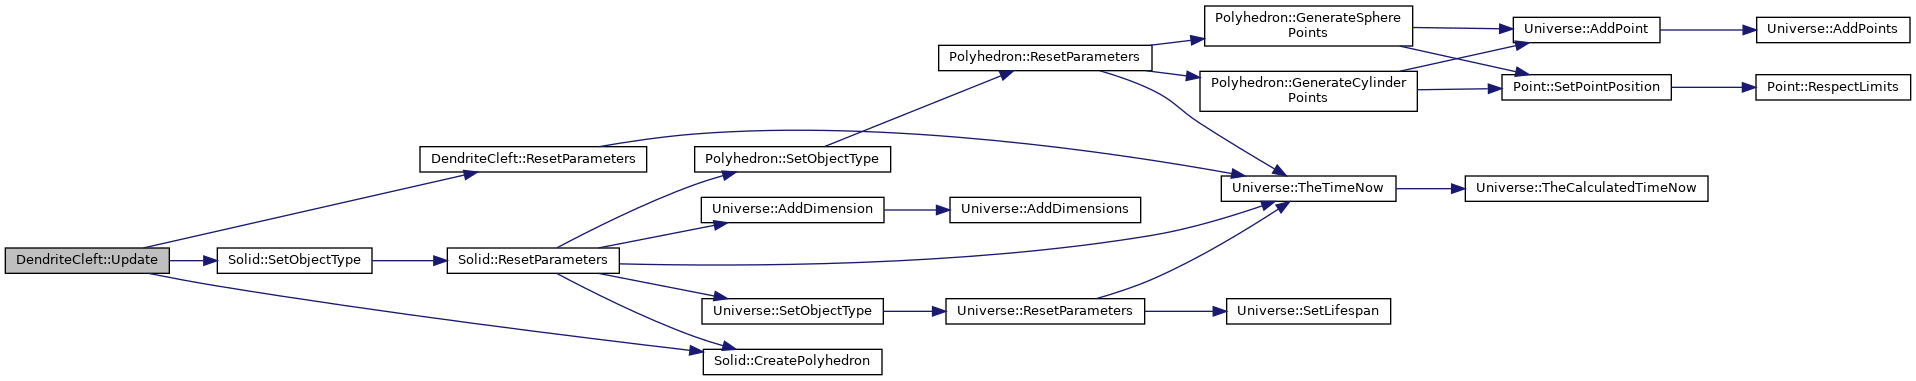 DendriteCleft::Update
DendriteCleft::ResetParameters
Solid::SetObjectType
Solid::ResetParameters
Polyhedron::SetObjectType
Polyhedron::ResetParameters
Polyhedron::GenerateSphere
Points
Universe::AddPoint
Universe::AddPoints
Polyhedron::GenerateCylinder
Points
Point::SetPointPosition
Point::RespectLimits
Universe::TheTimeNow
Universe::TheCalculatedTimeNow
Universe::AddDimension
Universe::AddDimensions
Universe::SetObjectType
Universe::ResetParameters
Universe::SetLifespan
Solid::CreatePolyhedron